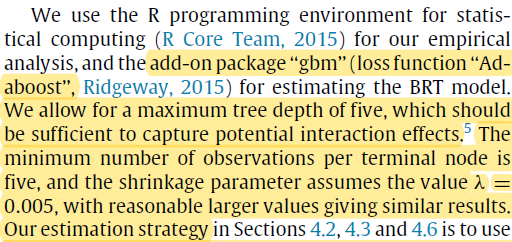 We use the R programming environment for statis-
tical computing (R Core Team, 2015) for our empirical
analysis, and the add-on package “gbm” (loss function “Ad-
aboost”, Ridgeway, 2015) for estimating the BRT model.
We allow for a maximum tree depth of five, which should
be sufficient to capture potential interaction effects.5 The
minimum number of observations per terminal node is
five, and the shrinkage parameter assumes the value λ =
0.005, with reasonable larger values giving similar results.
Our estimation strategy in Sections 4.2, 4.3 and 4.6 is to use